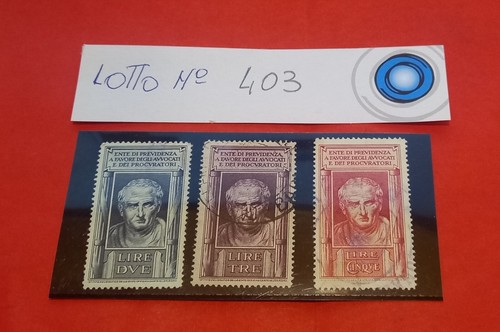 LOTTO Nº 403
ENTE DI PREVIDENZA
A FAVORE DEGLI AVVOCATI
E DEI PROCVRATORI
LIRE
DVE
ENTE DI PREVIDENZA
A FAVORE DEGLI AVVOCATI
E DEI PROCVRATORI
LIRE
TRE
ENTE DI PREVIDENZA
A FAVORE DEGLI AVVOCATI
E DEI PROCVRATORI
LIRE
CINQVE